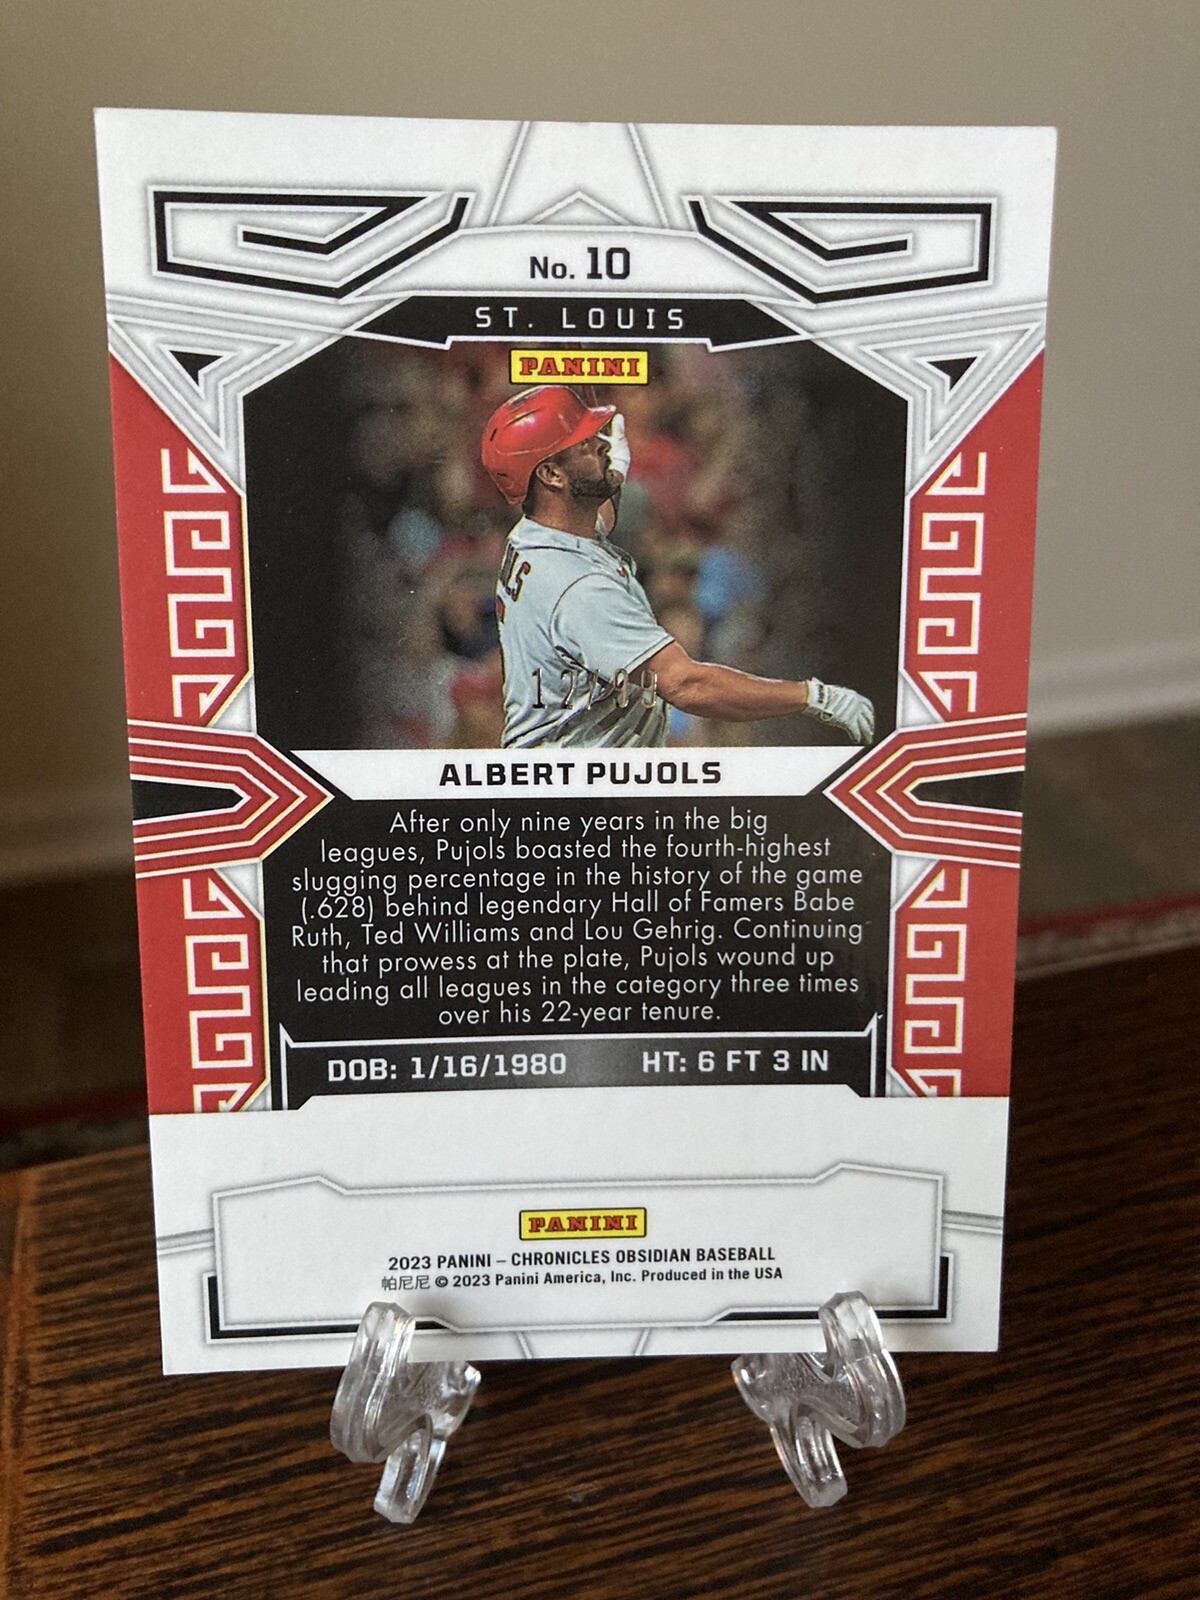 No. 10
ST. LOUIS
PANINI
12/99
ALBERT PUJOLS
After only nine years in the big
leagues, Pujols boasted the fourth-highest
slugging percentage in the history of the game
(.628) behind legendary Hall of Famers Babe
Ruth, Ted Williams and Lou Gehrig. Continuing
that prowess at the plate, Pujols wound up
leading all leagues in the category three times
over his 22-year tenure.
DOB: 1/16/1980 HT: 6 FT 3 IN
PANINI
2023 PANINI – CHRONICLES OBSIDIAN BASEBALL
帕尼尼 © 2023 Panini America, Inc. Produced in the USA